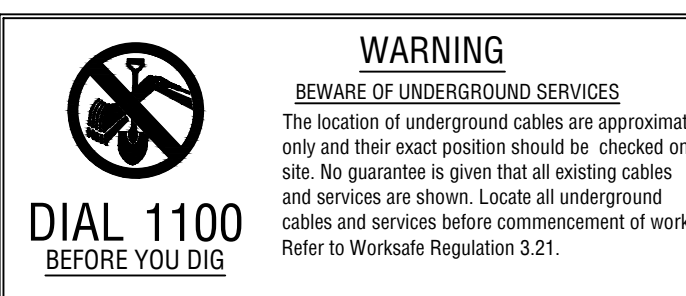 WARNING
BEWARE OF UNDERGROUND SERVICES
The location of underground cables are approximat
only and their exact position should be checked on
site. No guarantee is given that all existing cables
and services are shown. Locate all underground
cables and services before commencement of work
Refer to Worksafe Regulation 3.21.
DIAL 1100
BEFORE YOU DIG